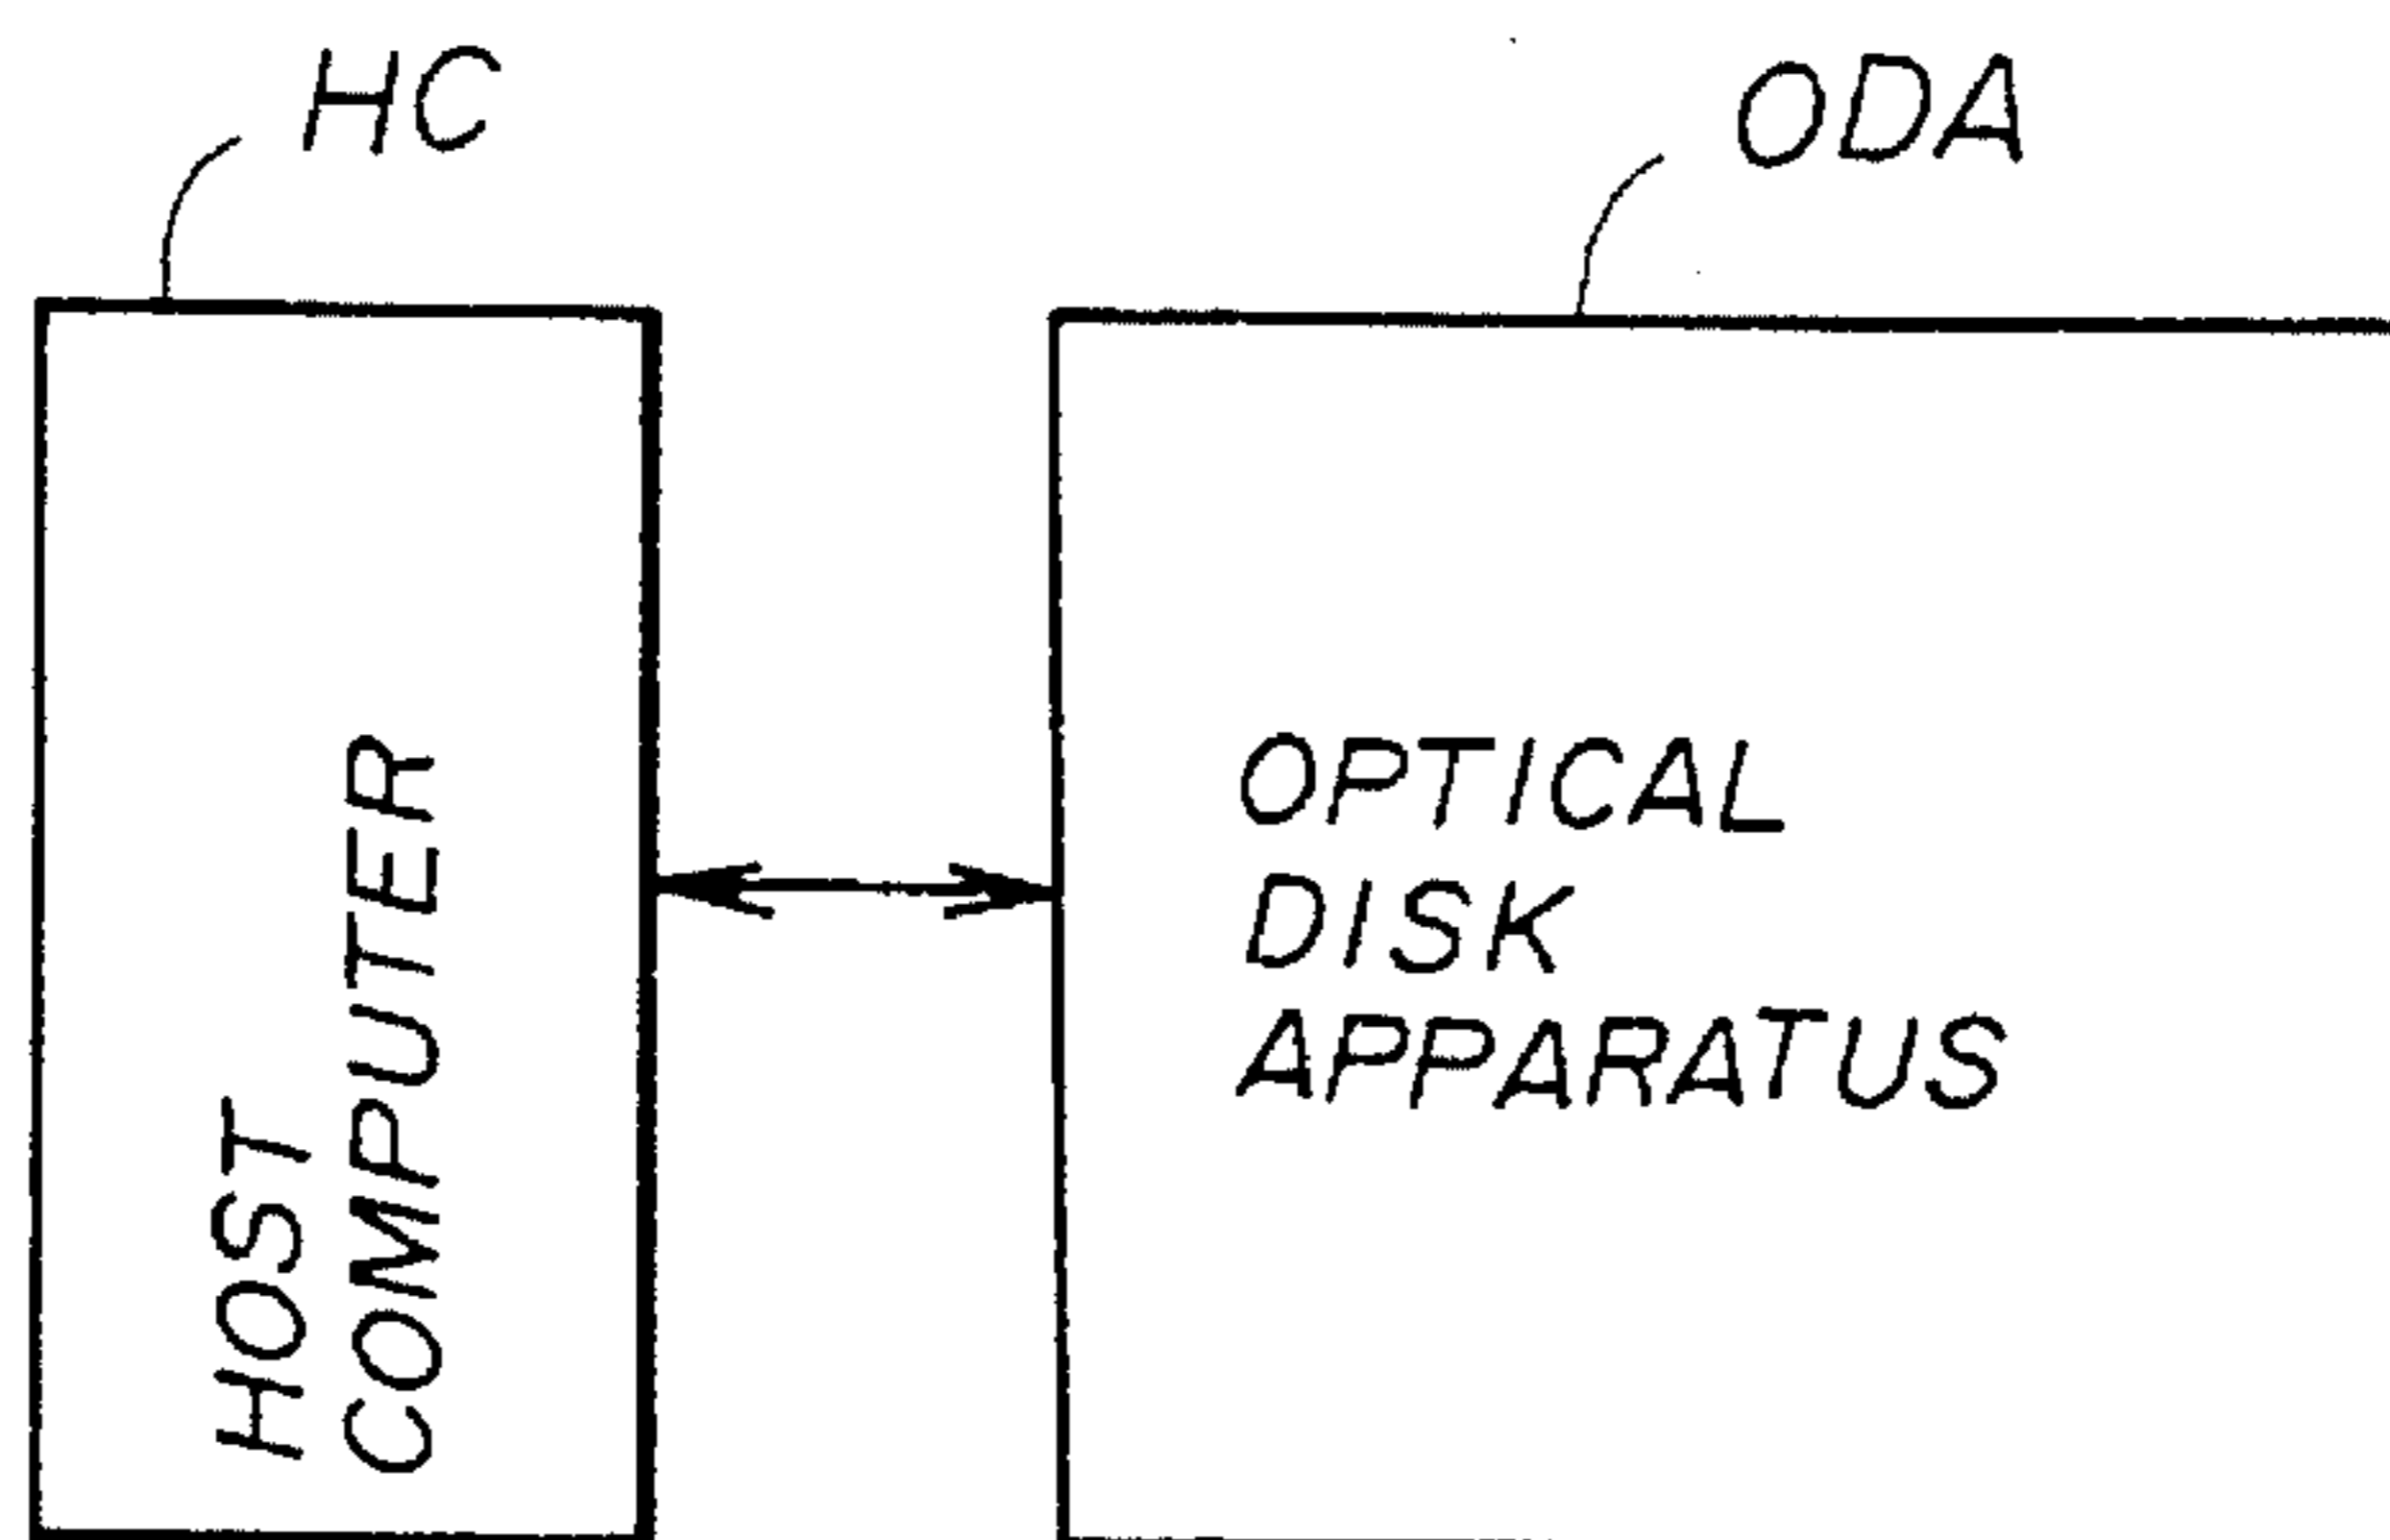 HC
ODA
HOST
COMPUTER
OPTICAL
DISK
APPARATUS